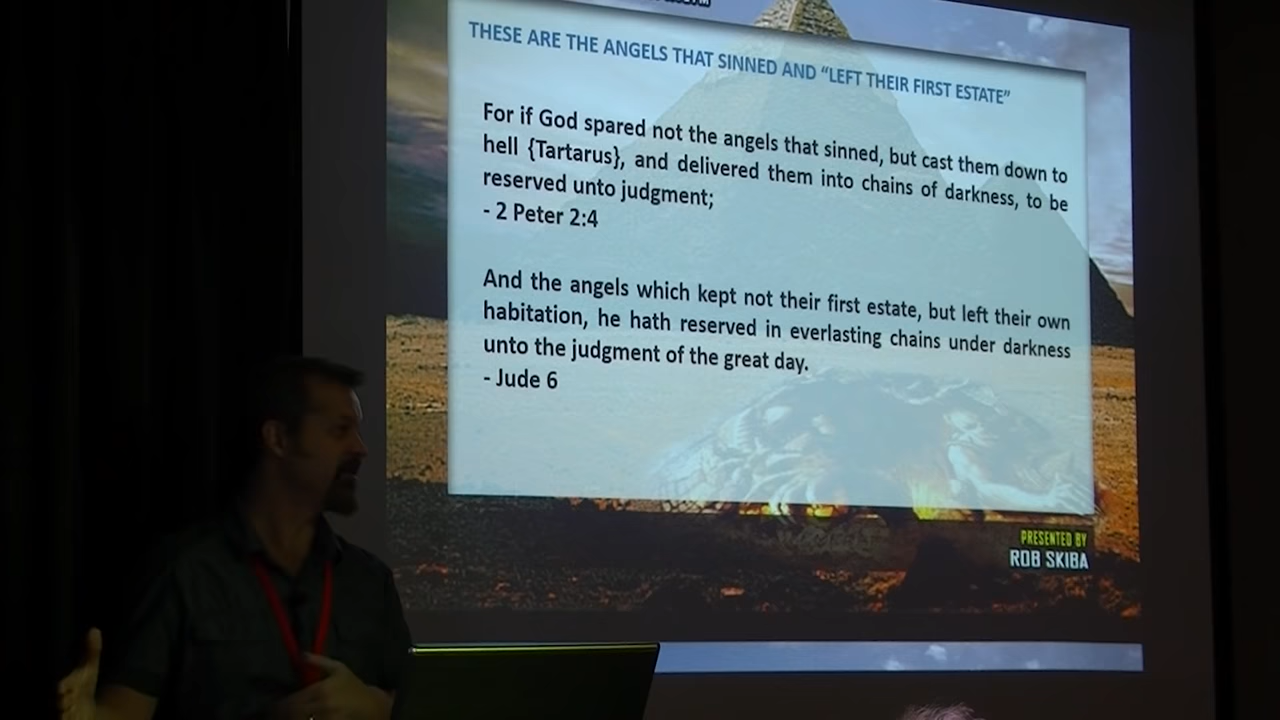 THESE ARE THE ANGELS THAT SINNED AND “LEFT THEIR FIRST ESTATE”
For if God spared not the angels that sinned, but cast them down to
hell {Tartarus}, and delivered them into chains of darkness, to be
reserved unto judgment;
- 2 Peter 2:4
And the angels which kept not their first estate, but left their own
habitation, he hath reserved in everlasting chains under darkness
unto the judgment of the great day.
- Jude 6
PRESENTED BY
ROB SKIBA